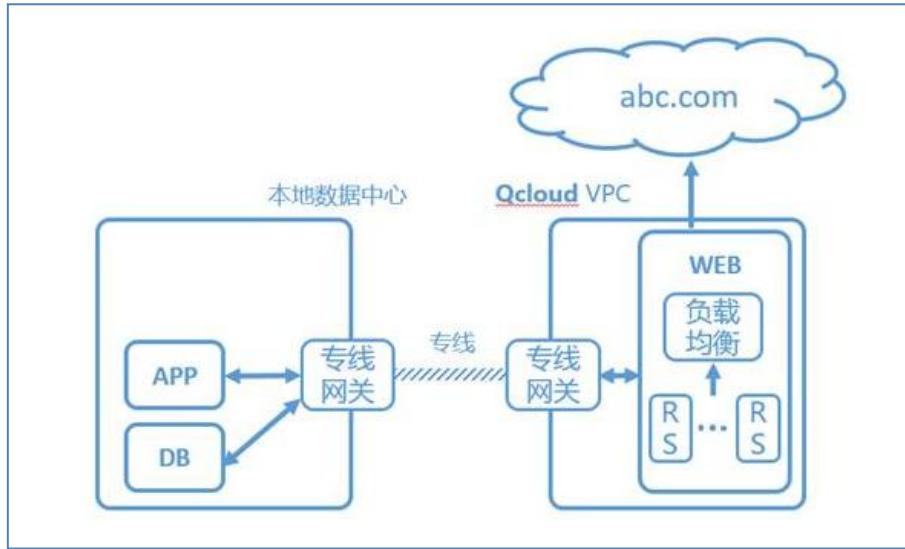 abc.com
本地数据中心
Qcloud VPC
WEB
负载
均衡
专线
网关
专线
专线
网关
APP
DB
R
S
...
R
S